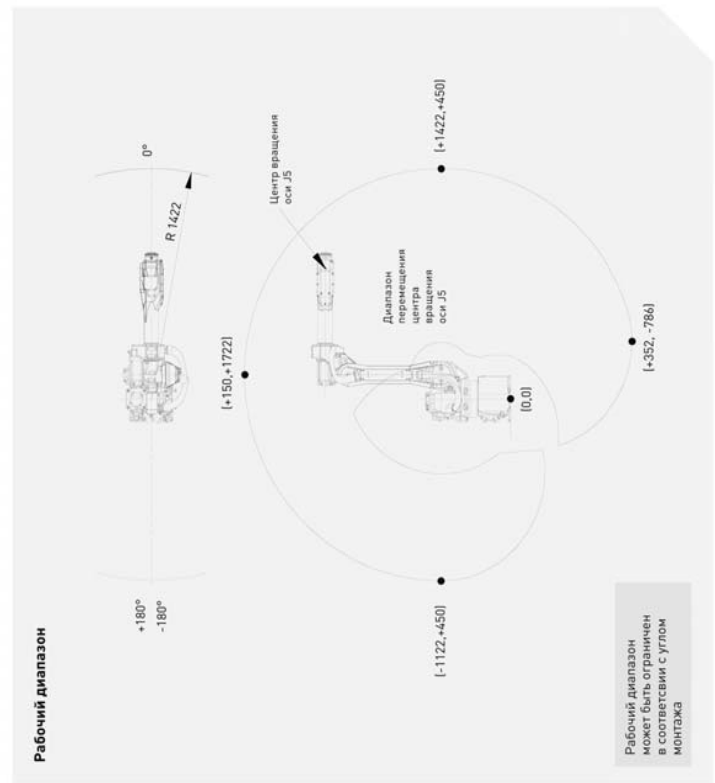 Рабочий диапазон
+180°
-180°
0°
R 1422
Центр вращения
оси J5
(+150,+1722)
Диапазон
перемещения
центра
вращения
оси J5
(+1422,+450)
(-1122,+450)
(0,0)
(+352, -786)
Рабочий диапазон
может быть ограничен
в соответсвии с углом
монтажа